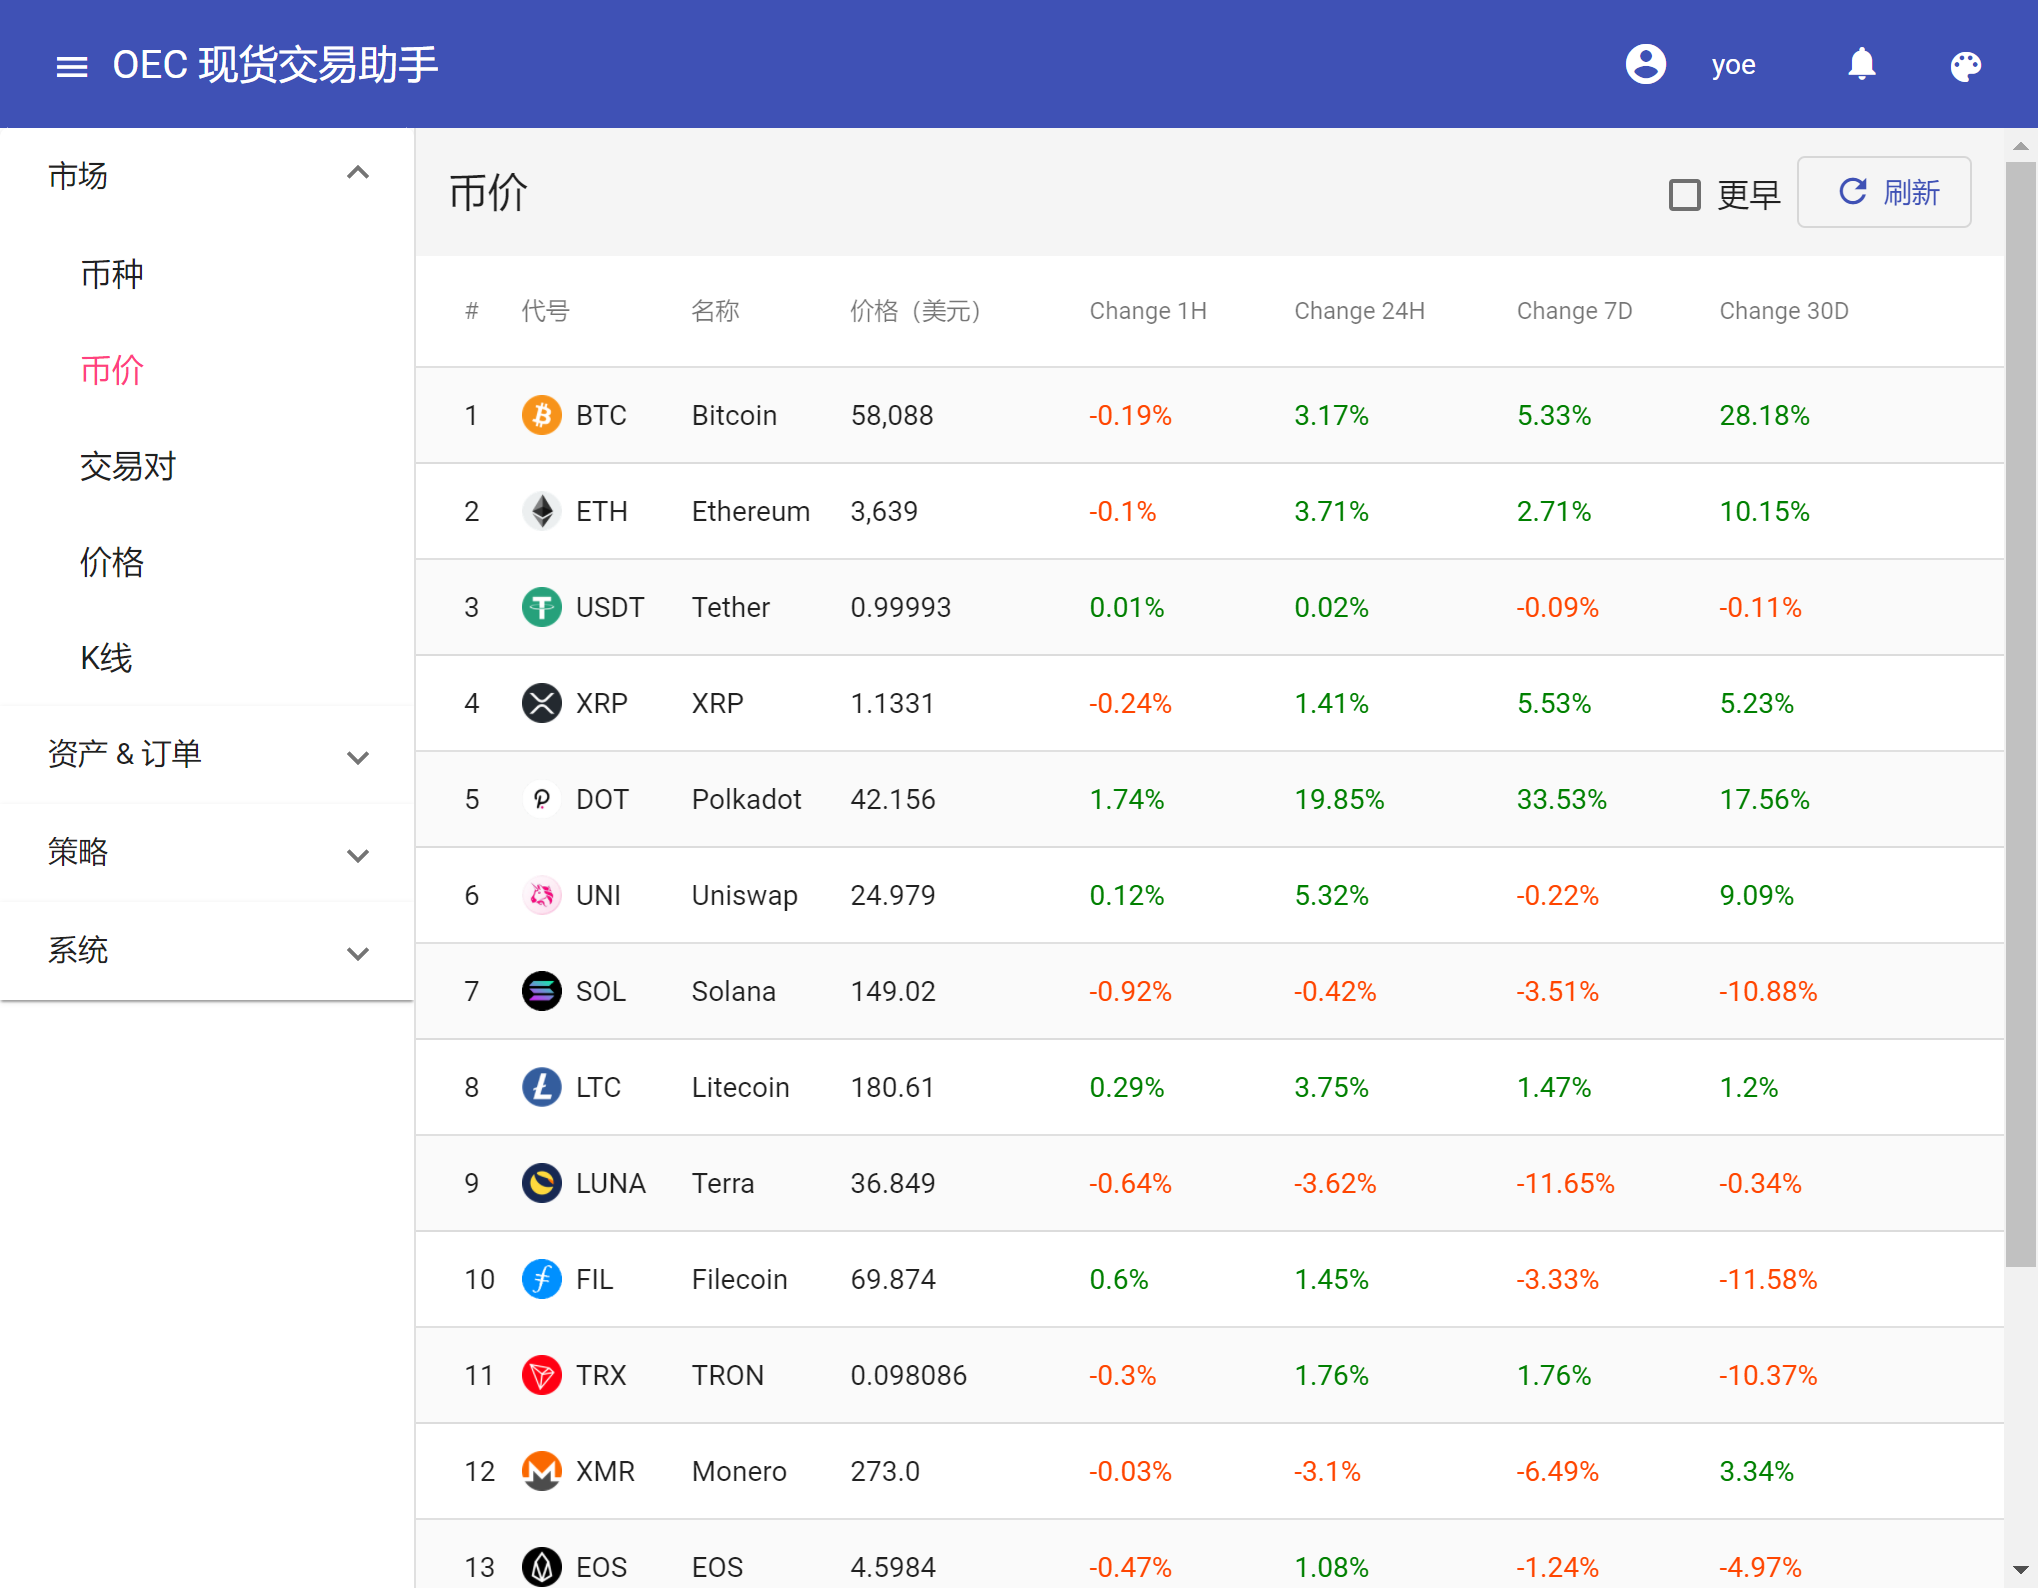 OEC 现货交易助手
yoe
市场
币种
币价
交易对
价格
K线
资产 & 订单
策略
系统
币价
更早
刷新
# 代号 名称 价格（美元） Change 1H Change 24H Change 7D Change 30D
1 BTC Bitcoin 58,088 -0.19% 3.17% 5.33% 28.18%
2 ETH Ethereum 3,639 -0.1% 3.71% 2.71% 10.15%
3 USDT Tether 0.99993 0.01% 0.02% -0.09% -0.11%
4 XRP XRP 1.1331 -0.24% 1.41% 5.53% 5.23%
5 DOT Polkadot 42.156 1.74% 19.85% 33.53% 17.56%
6 UNI Uniswap 24.979 0.12% 5.32% -0.22% 9.09%
7 SOL Solana 149.02 -0.92% -0.42% -3.51% -10.88%
8 LTC Litecoin 180.61 0.29% 3.75% 1.47% 1.2%
9 LUNA Terra 36.849 -0.64% -3.62% -11.65% -0.34%
10 FIL Filecoin 69.874 0.6% 1.45% -3.33% -11.58%
11 TRX TRON 0.098086 -0.3% 1.76% 1.76% -10.37%
12 XMR Monero 273.0 -0.03% -3.1% -6.49% 3.34%
13 EOS EOS 4.5984 -0.47% 1.08% -1.24% -4.97%